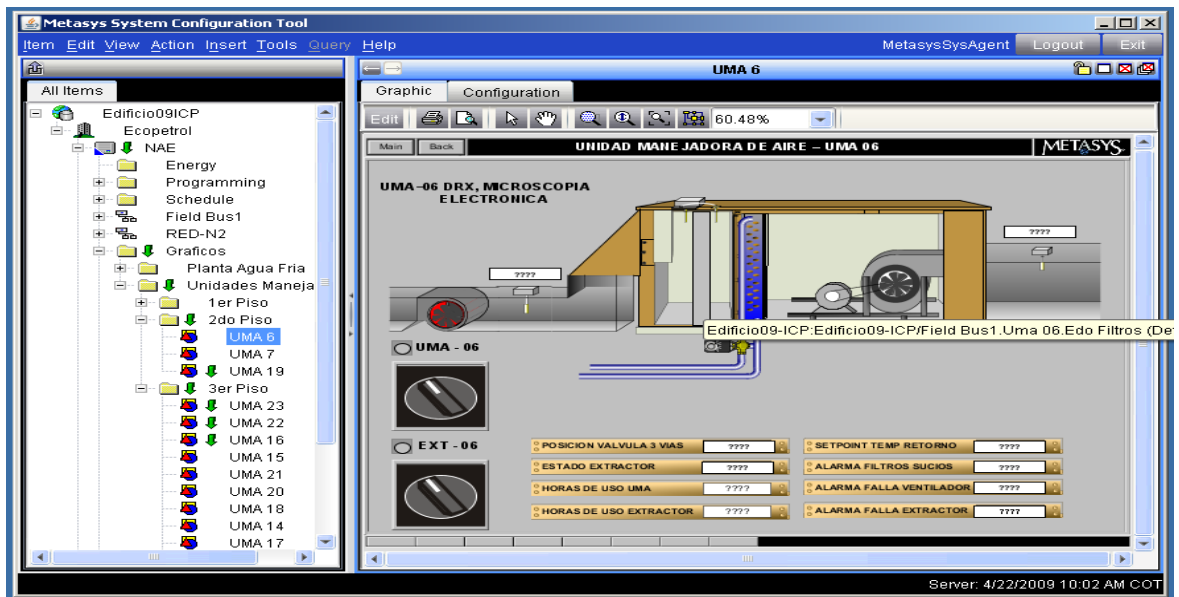 Metasys System Configuration Tool
Item Edit View Action Insert Tools Query Help MetasysSysAgent Logout Exit
UMA 6
All Items
Edificio09ICP
Ecopetrol
NAE
Energy
Programming
Schedule
Field Bus1
RED-N2
Graficos
Planta Agua Fria
Unidades Maneja
1er Piso
2do Piso
UMA 6
UMA 7
UMA 19
3er Piso
UMA 23
UMA 22
UMA 16
UMA 15
UMA 21
UMA 20
UMA 18
UMA 14
UMA 17
Graphic Configuration
Edit 60.48%
Main Back UNIDAD MANEJADORA DE AIRE – UMA 06 METASYS.
UMA-06 DRX, MICROSCOPIA
ELECTRONICA
????
????
Edificio09-ICP:Edificio09-ICP/Field Bus1.Uma 06.Edo Filtros (De
UMA - 06
EXT - 06
POSICION VALVULA 3 VIAS ???? SETPOINT TEMP RETORNO ????
ESTADO EXTRACTOR ???? ALARMA FILTROS SUCIOS ????
HORAS DE USO UMA ???? ALARMA FALLA VENTILADOR ????
HORAS DE USO EXTRACTOR ???? ALARMA FALLA EXTRACTOR ????
Server: 4/22/2009 10:02 AM COT